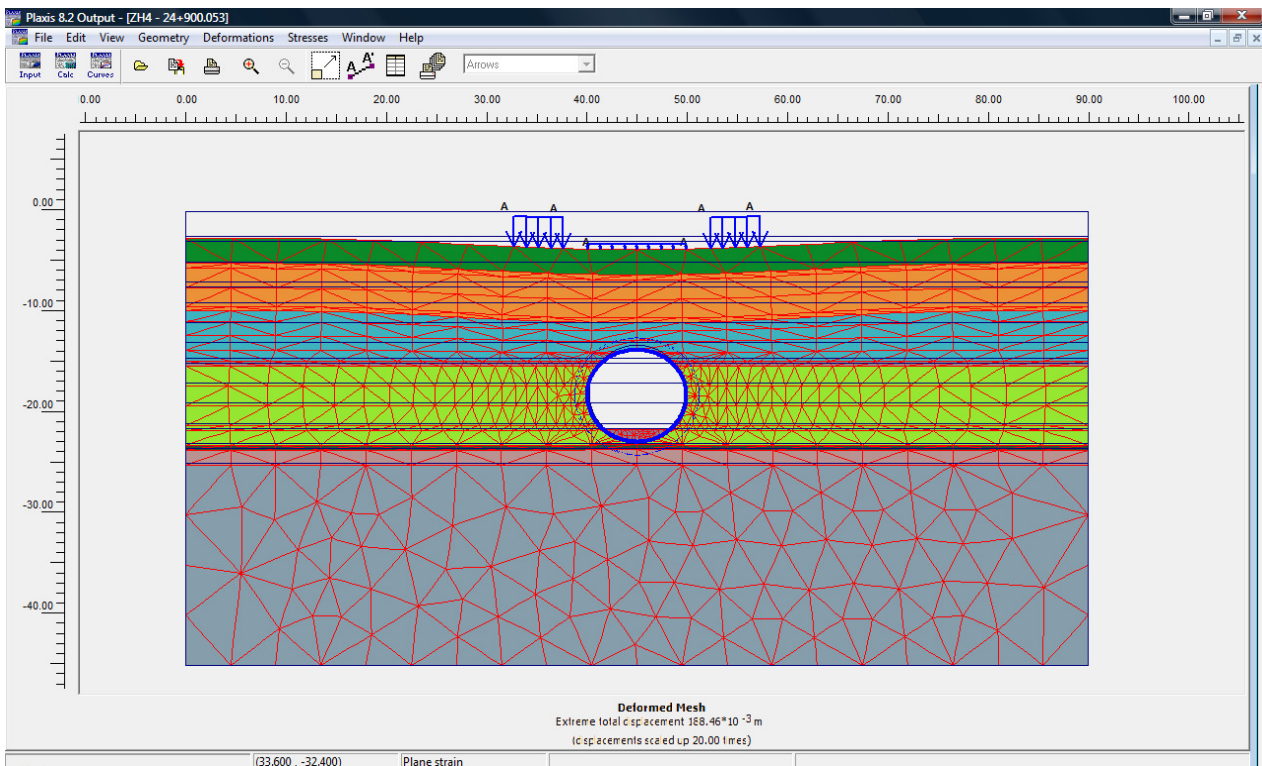 Plaxis 8.2 Output - [ZH4 - 24+900.053]
File Edit View Geometry Deformations Stresses Window Help
Input Calc Curves Arrows
0.00 0.00 10.00 20.00 30.00 40.00 50.00 60.00 70.00 80.00 90.00 100.00
0.00
A A A A
A A
-10.00
-20.00
-30.00
-40.00
Deformed Mesh
Extreme total displacement 188.46*10 -3 m
(displacements scaled up 20.00 times)
(33.600 , -32.400) Plane strain